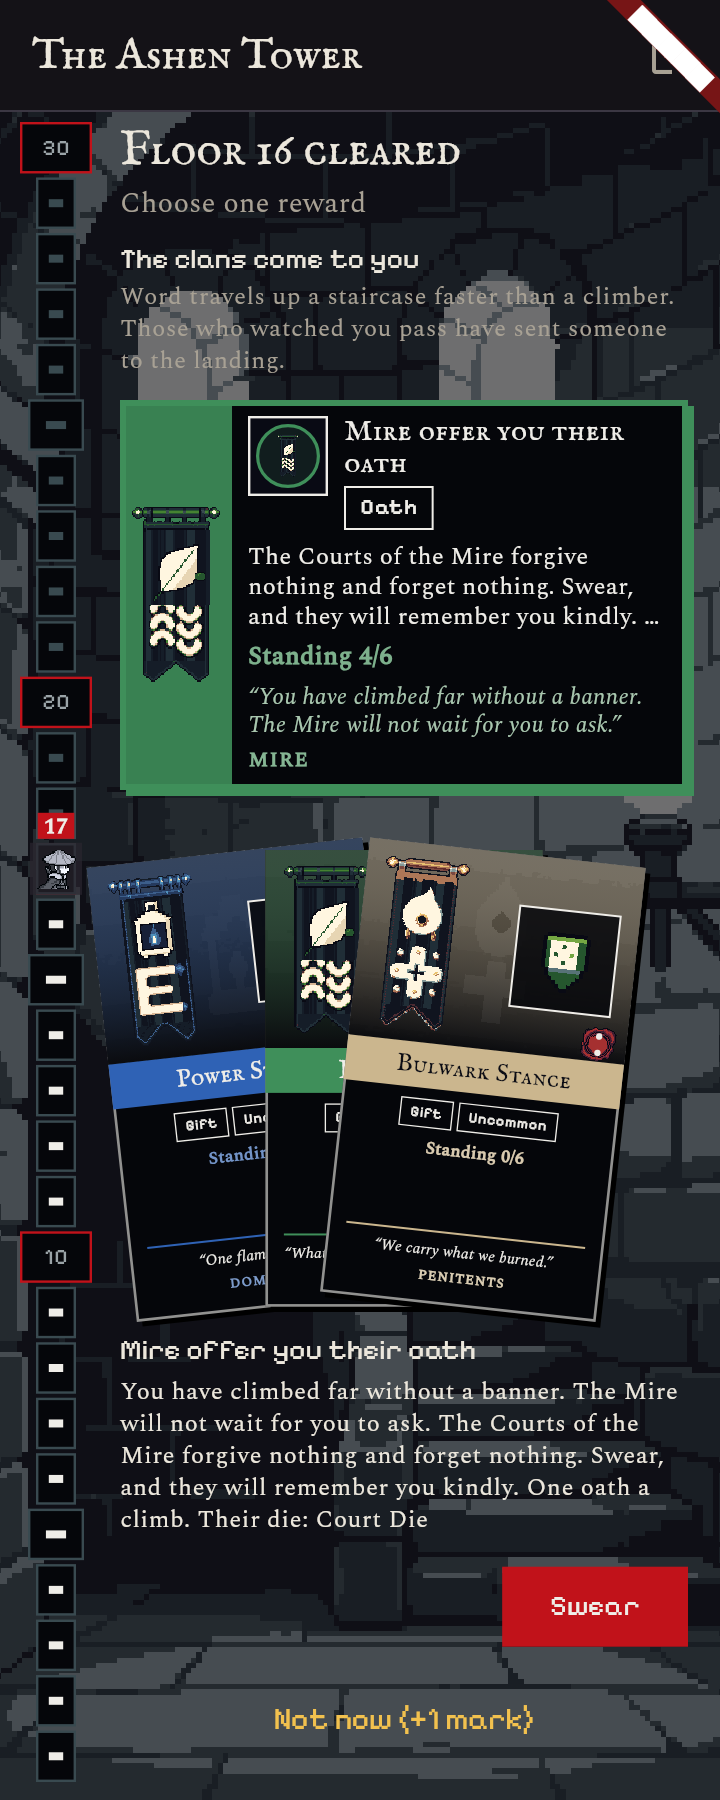 The Ashen Tower
30
Floor 16 cleared
Choose one reward
The clans come to you
Word travels up a staircase faster than a climber.
Those who watched you pass have sent someone
to the landing.
Mire offer you their
oath
Oath
The Courts of the Mire forgive
nothing and forget nothing. Swear,
and they will remember you kindly. …
Standing 4/6
“You have climbed far without a banner.
The Mire will not wait for you to ask.”
MIRE
20
17
E
Power S
Gift
Un
Standin
“One flam
DOM
“What
Bulwark Stance
Gift
Uncommon
Standing 0/6
“We carry what we burned.”
PENITENTS
10
Mire offer you their oath
You have climbed far without a banner. The Mire
will not wait for you to ask. The Courts of the
Mire forgive nothing and forget nothing. Swear,
and they will remember you kindly. One oath a
climb. Their die: Court Die
Swear
Not now (+1 mark)